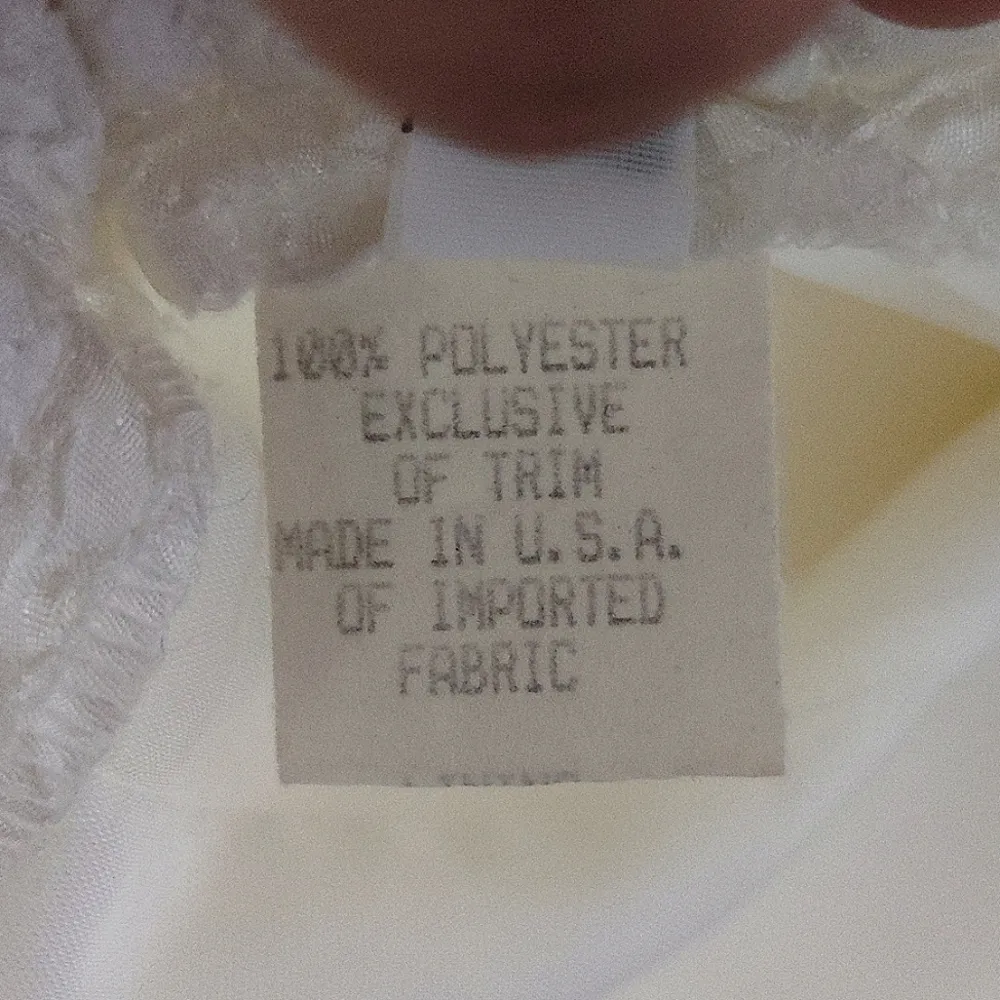 100% POLYESTER
EXCLUSIVE
OF TRIM
MADE IN U.S.A.
OF IMPORTED
FABRIC